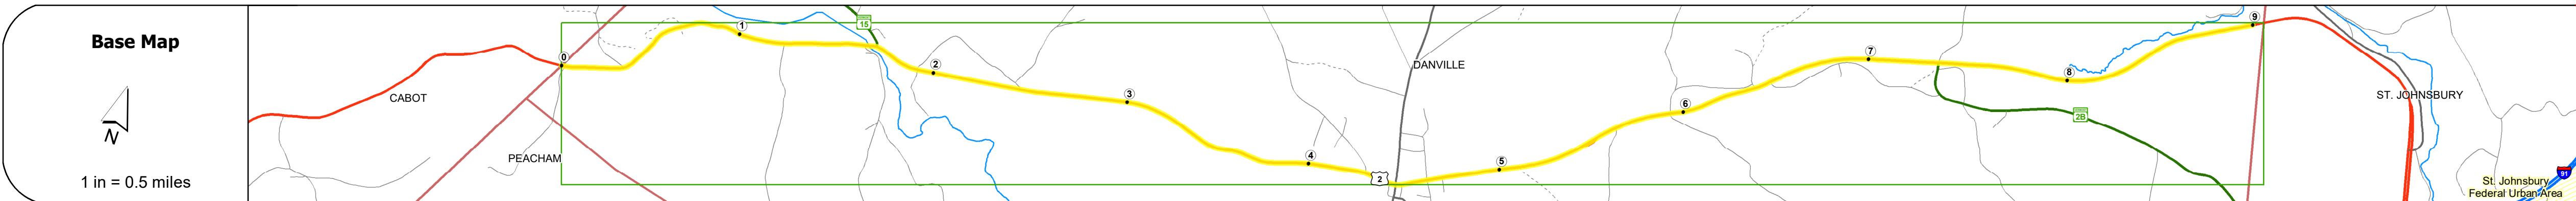 Base Map
N
1 in = 0.5 miles
CABOT
PEACHAM
0
1
15
2
3
4
2
DANVILLE
5
6
7
2B
8
9
ST. JOHNSBURY
91
St. Johnsbury
Federal Urban Area